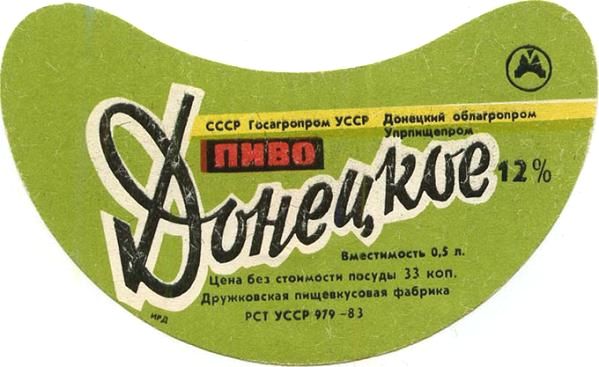 СССР Госагропром УССР Донецкий облагропром
Упрпищепром
ПИВО
Донецкое 12%
Вместимость 0,5 л.
Цена без стоимости посуды 33 коп.
Дружковская пищевкусовая фабрика
РСТ УССР 979-83
ИРД